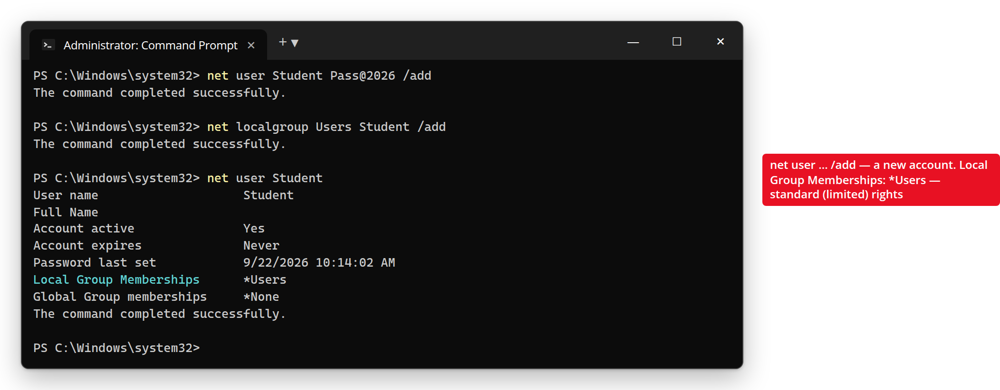 Administrator: Command Prompt
PS C:\Windows\system32> net user Student Pass@2026 /add
The command completed successfully.
PS C:\Windows\system32> net localgroup Users Student /add
The command completed successfully.
PS C:\Windows\system32> net user Student
User name Student
Full Name
Account active Yes
Account expires Never
Password last set 9/22/2026 10:14:02 AM
Local Group Memberships *Users
Global Group memberships *None
The command completed successfully.
PS C:\Windows\system32>
net user ... /add — a new account. Local
Group Memberships: *Users —
standard (limited) rights